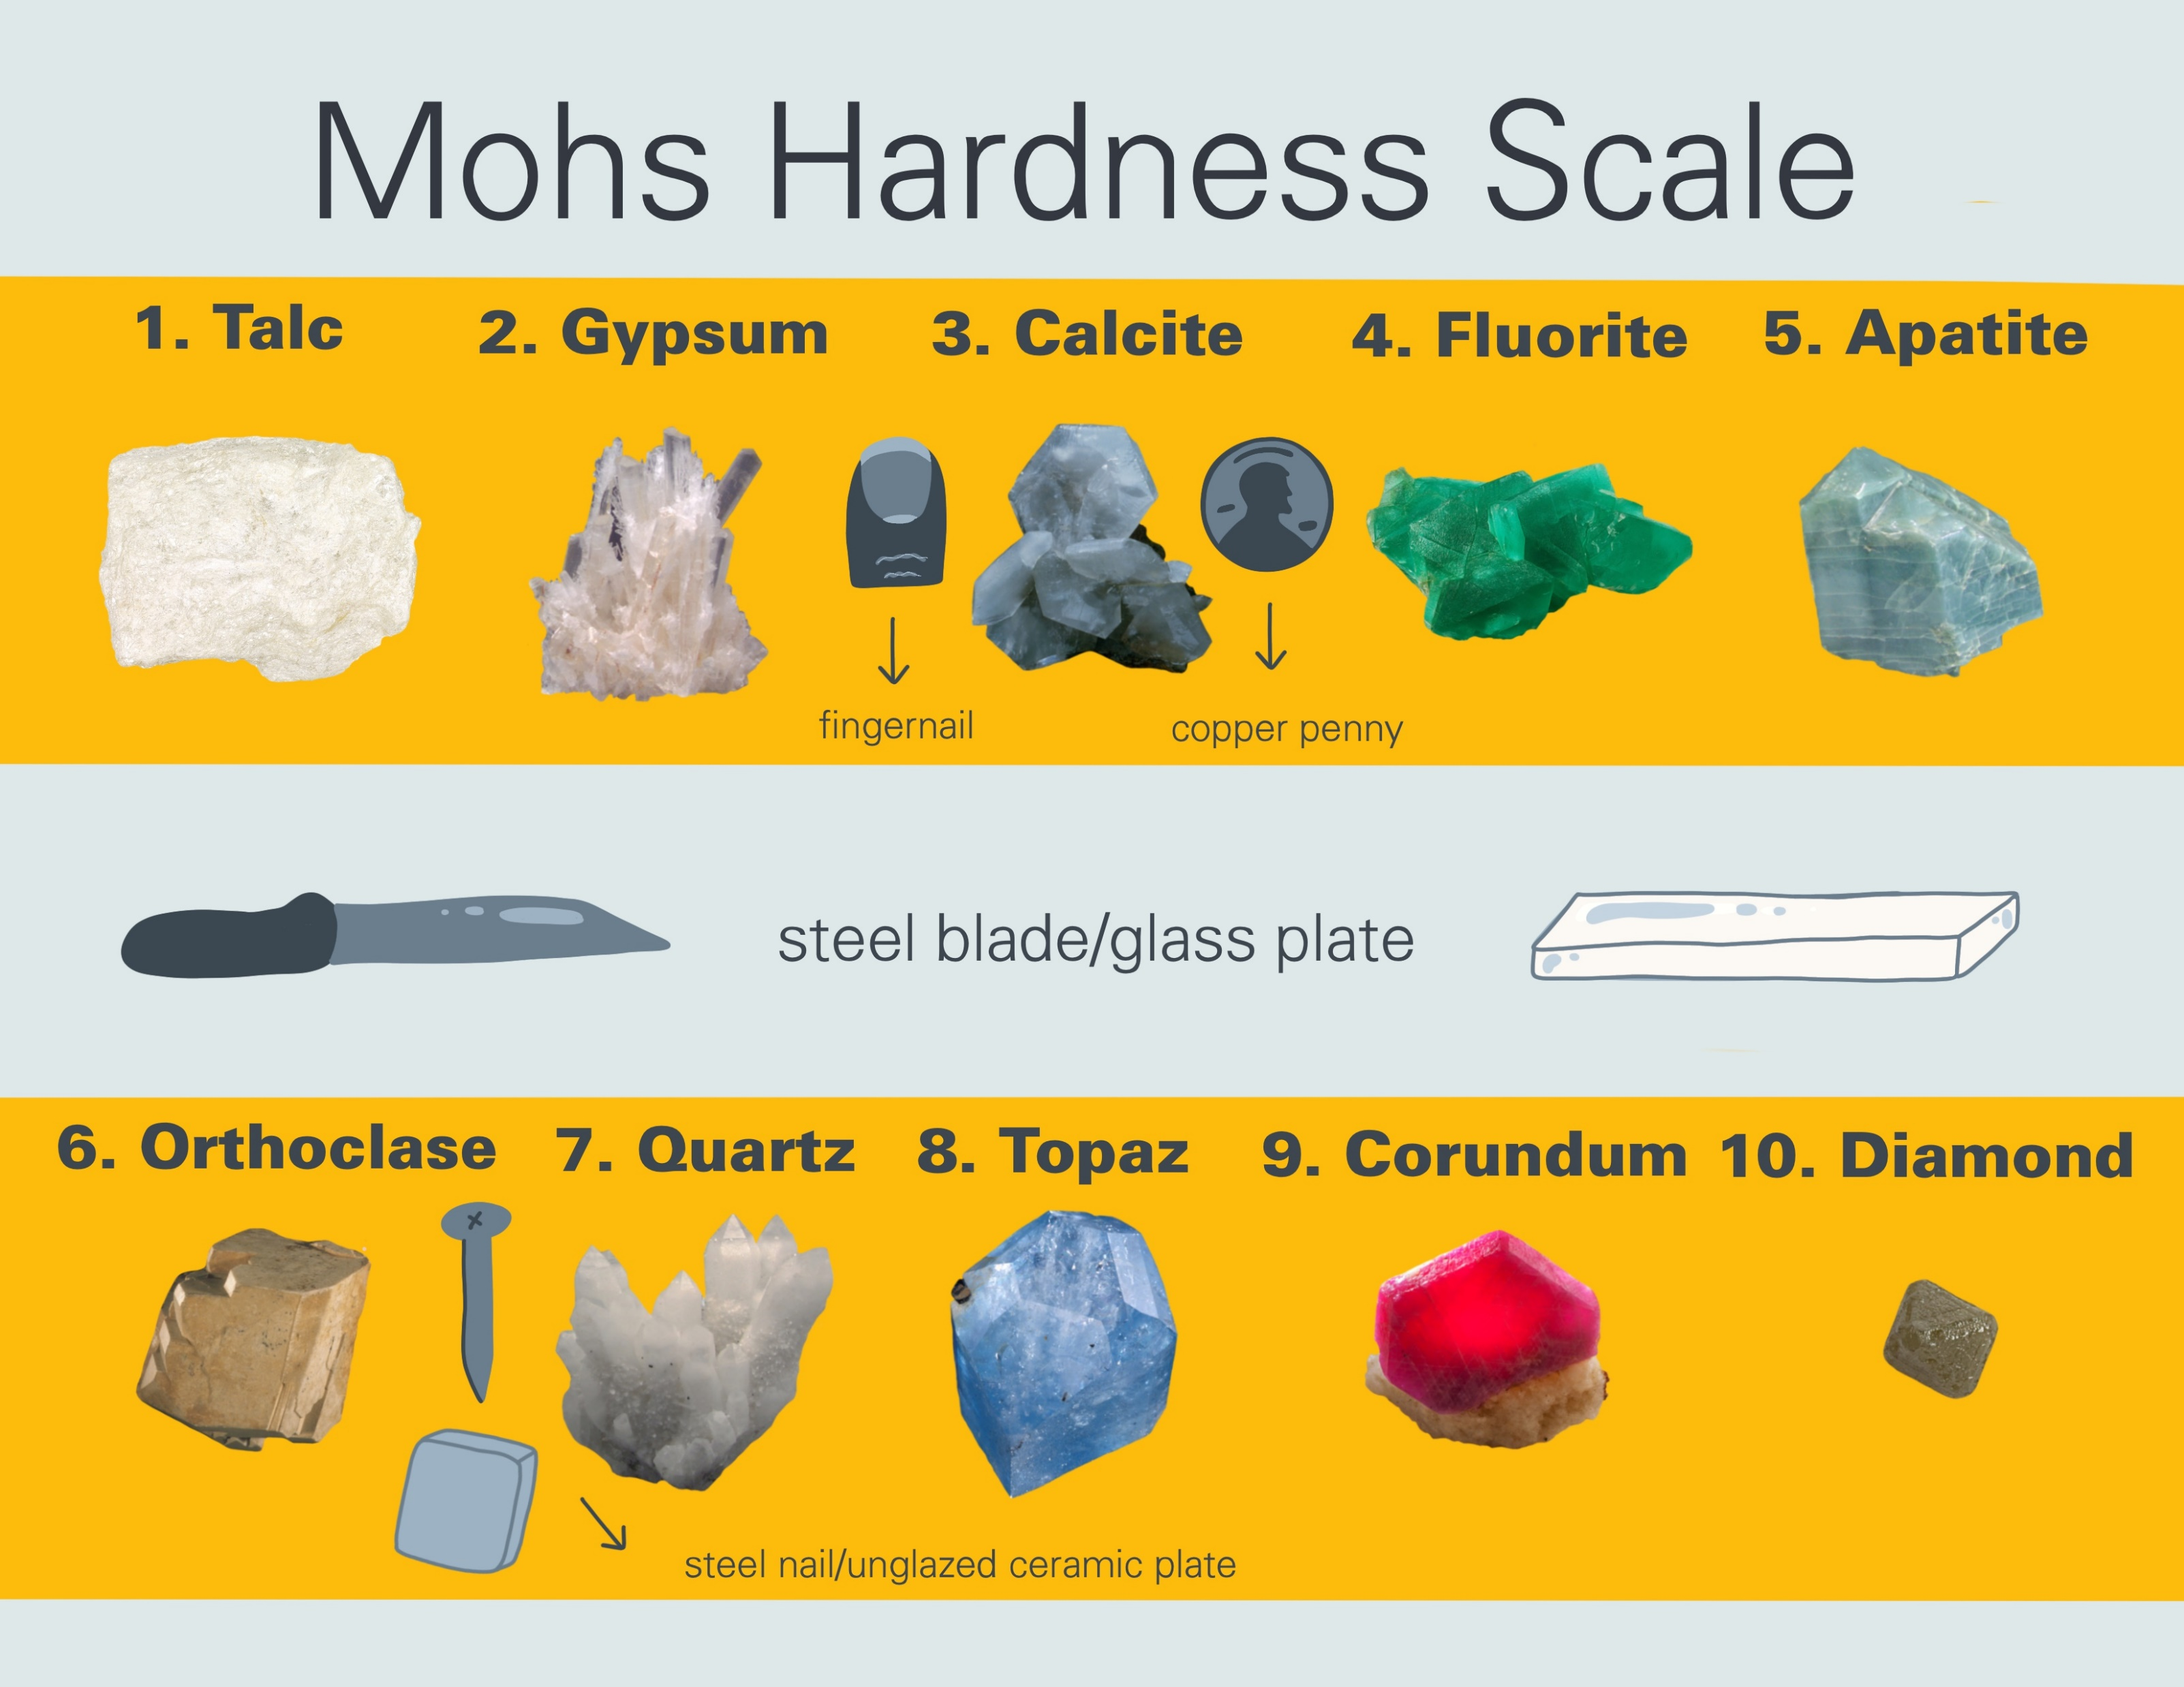 Mohs Hardness Scale
1. Talc
2. Gypsum
3. Calcite
4. Fluorite
5. Apatite
fingernail
copper penny
steel blade/glass plate
6. Orthoclase
7. Quartz
8. Topaz
9. Corundum
10. Diamond
steel nail/unglazed ceramic plate